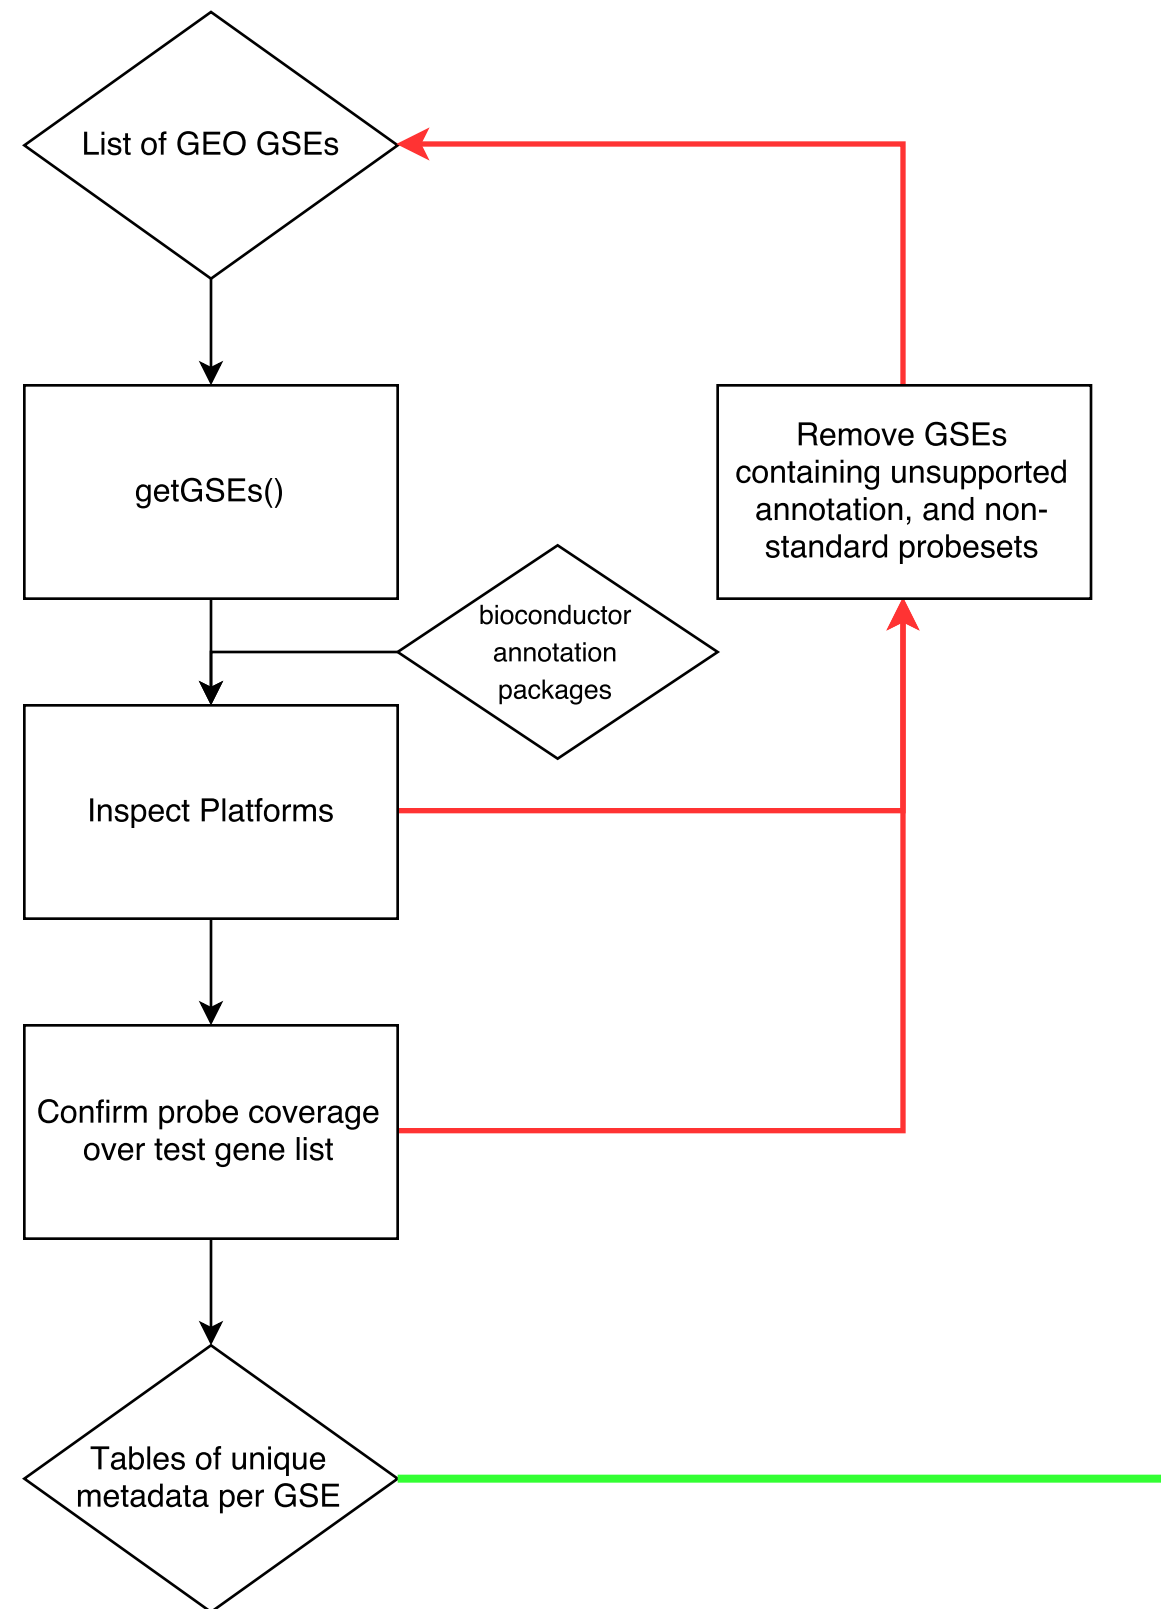 List of GEO GSEs
getGSEs()
Remove GSEs
containing unsupported
annotation, and non-
standard probesets
bioconductor
annotation
packages
Inspect Platforms
Confirm probe coverage
over test gene list
Tables of unique
metadata per GSE